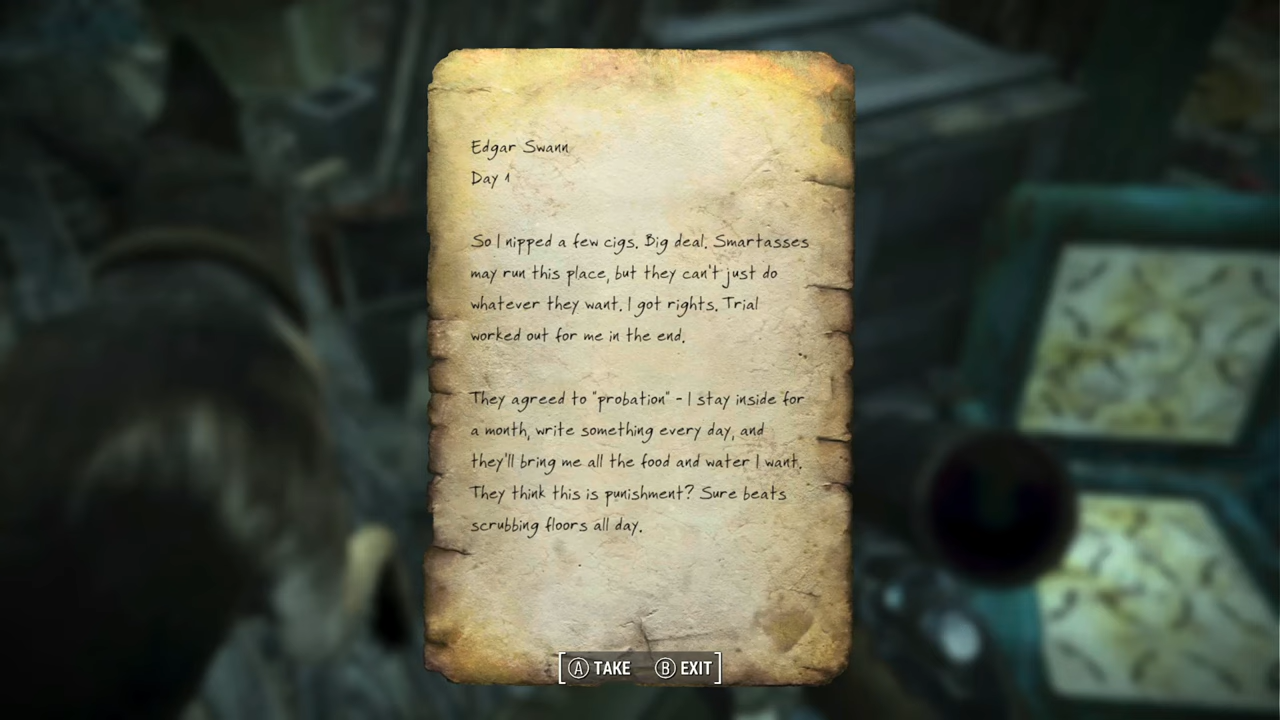 Edgar Swann
Day 1
So I nipped a few cigs. Big deal. Smartasses
may run this place, but they can't just do
whatever they want. I got rights. Trial
worked out for me in the end.
They agreed to "probation" - I stay inside for
a month, write something every day, and
they'll bring me all the food and water I want.
They think this is punishment? Sure beats
scrubbing floors all day.
A TAKE B EXIT